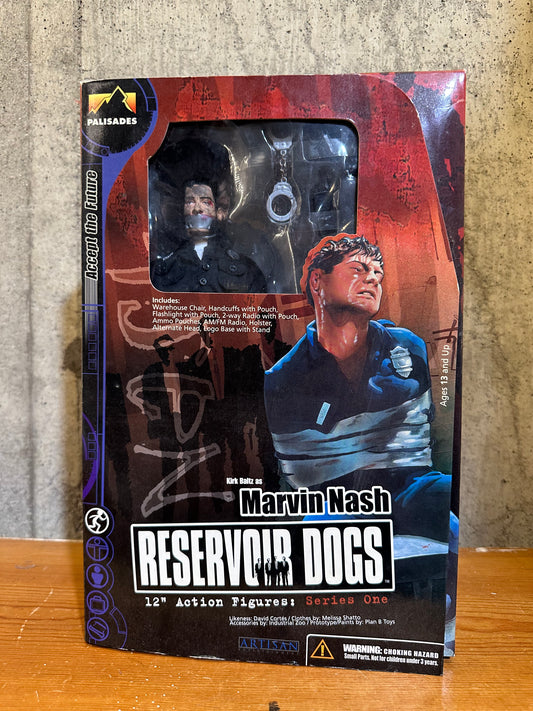 PALISADES
Accept the Future
Includes:
Warehouse Chair, Handcuffs with Pouch,
Flashlight with Pouch, 2-way Radio with Pouch,
Ammo Pouches, AM/FM Radio, Holster,
Alternate Head, Logo Base with Stand
NASH
Ages 13 and Up
Kirk Baltz as
Marvin Nash
RESERVOIR DOGS
12" Action Figures: Series One
Likeness: David Cortés / Clothes by: Melissa Shatto
Accessories by: Industrial Zoo / Prototype/Paints by: Plan B Toys
ARTISAN
WARNING: CHOKING HAZARD
Small Parts. Not for children under 3 years.